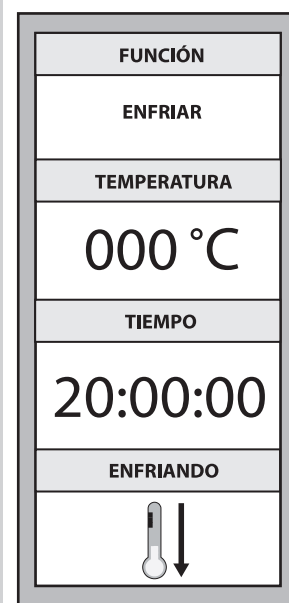 FUNCIÓN
ENFRIAR
TEMPERATURA
000 °C
TIEMPO
20:00:00
ENFRIANDO